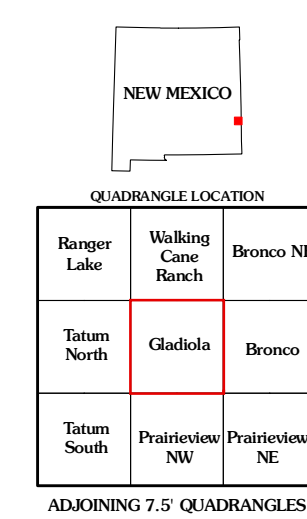 NEW MEXICO
QUADRANGLE LOCATION
Ranger
Lake
Walking
Cane
Ranch
Bronco
Tatum
North
Gladiola
Bronco
Tatum
South
Prairieview
NW
Prairieview
NE
ADJOINING 7.5' QUADRANGLES